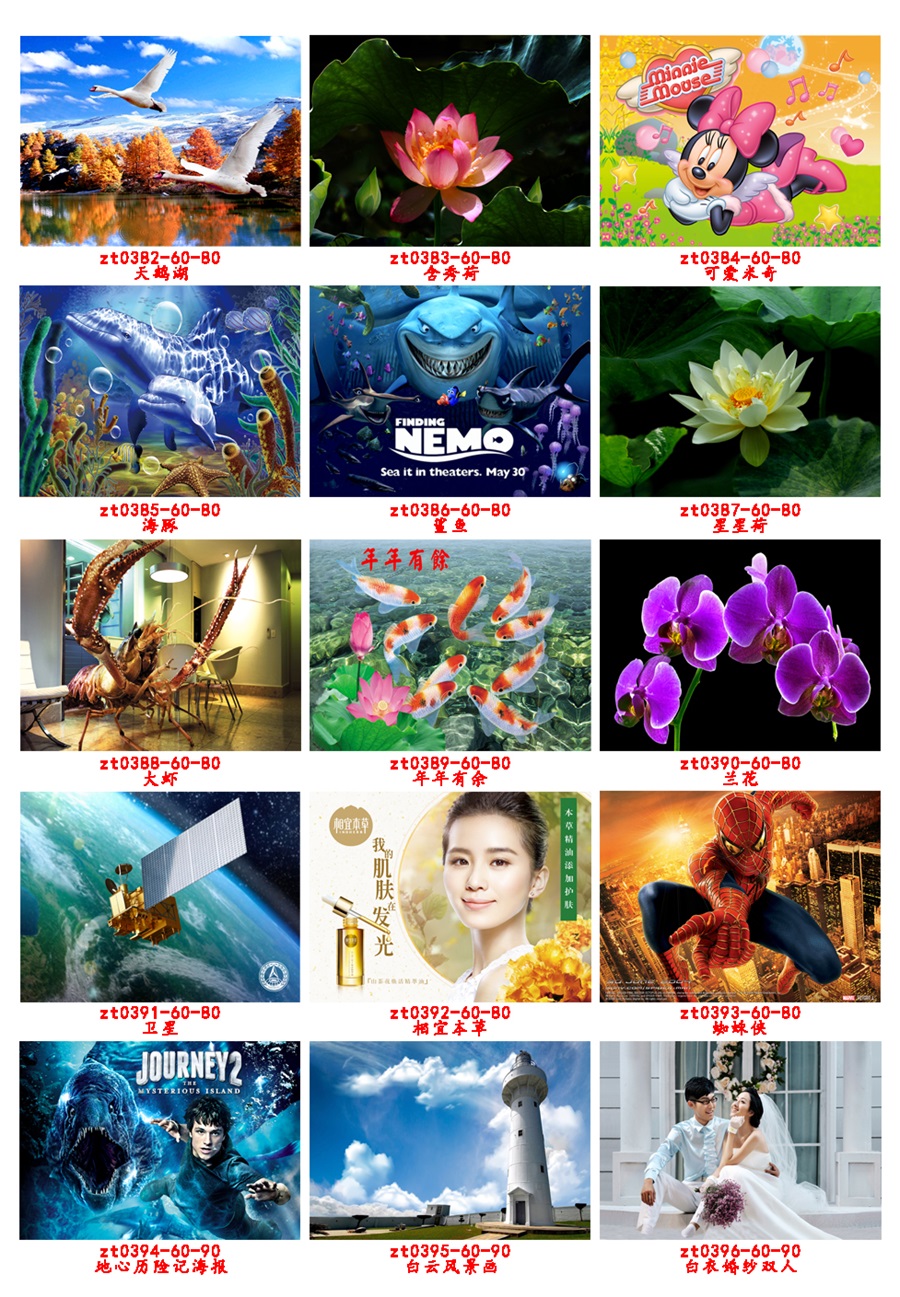 Minnie
Mouse
zt0382-60-80
天鹅湖
zt0383-60-80
含秀荷
zt0384-60-80
可爱米奇
FINDING
NEMO
Sea it in theaters. May 30
zt0385-60-80
海豚
zt0386-60-80
鲨鱼
zt0387-60-80
星星荷
年年有餘
zt0388-60-80
大虾
zt0389-60-80
年年有余
zt0390-60-80
兰花
相宜本草
我的
肌肤在
发光
本草精油添加护肤
zt0391-60-80
卫星
zt0392-60-80
相宜本草
MARVEL
zt0393-60-80
蜘蛛侠
JOURNEY 2
THE
MYSTERIOUS ISLAND
zt0394-60-90
地心历险记海报
zt0395-60-90
白云风景画
zt0396-60-90
白衣婚纱双人